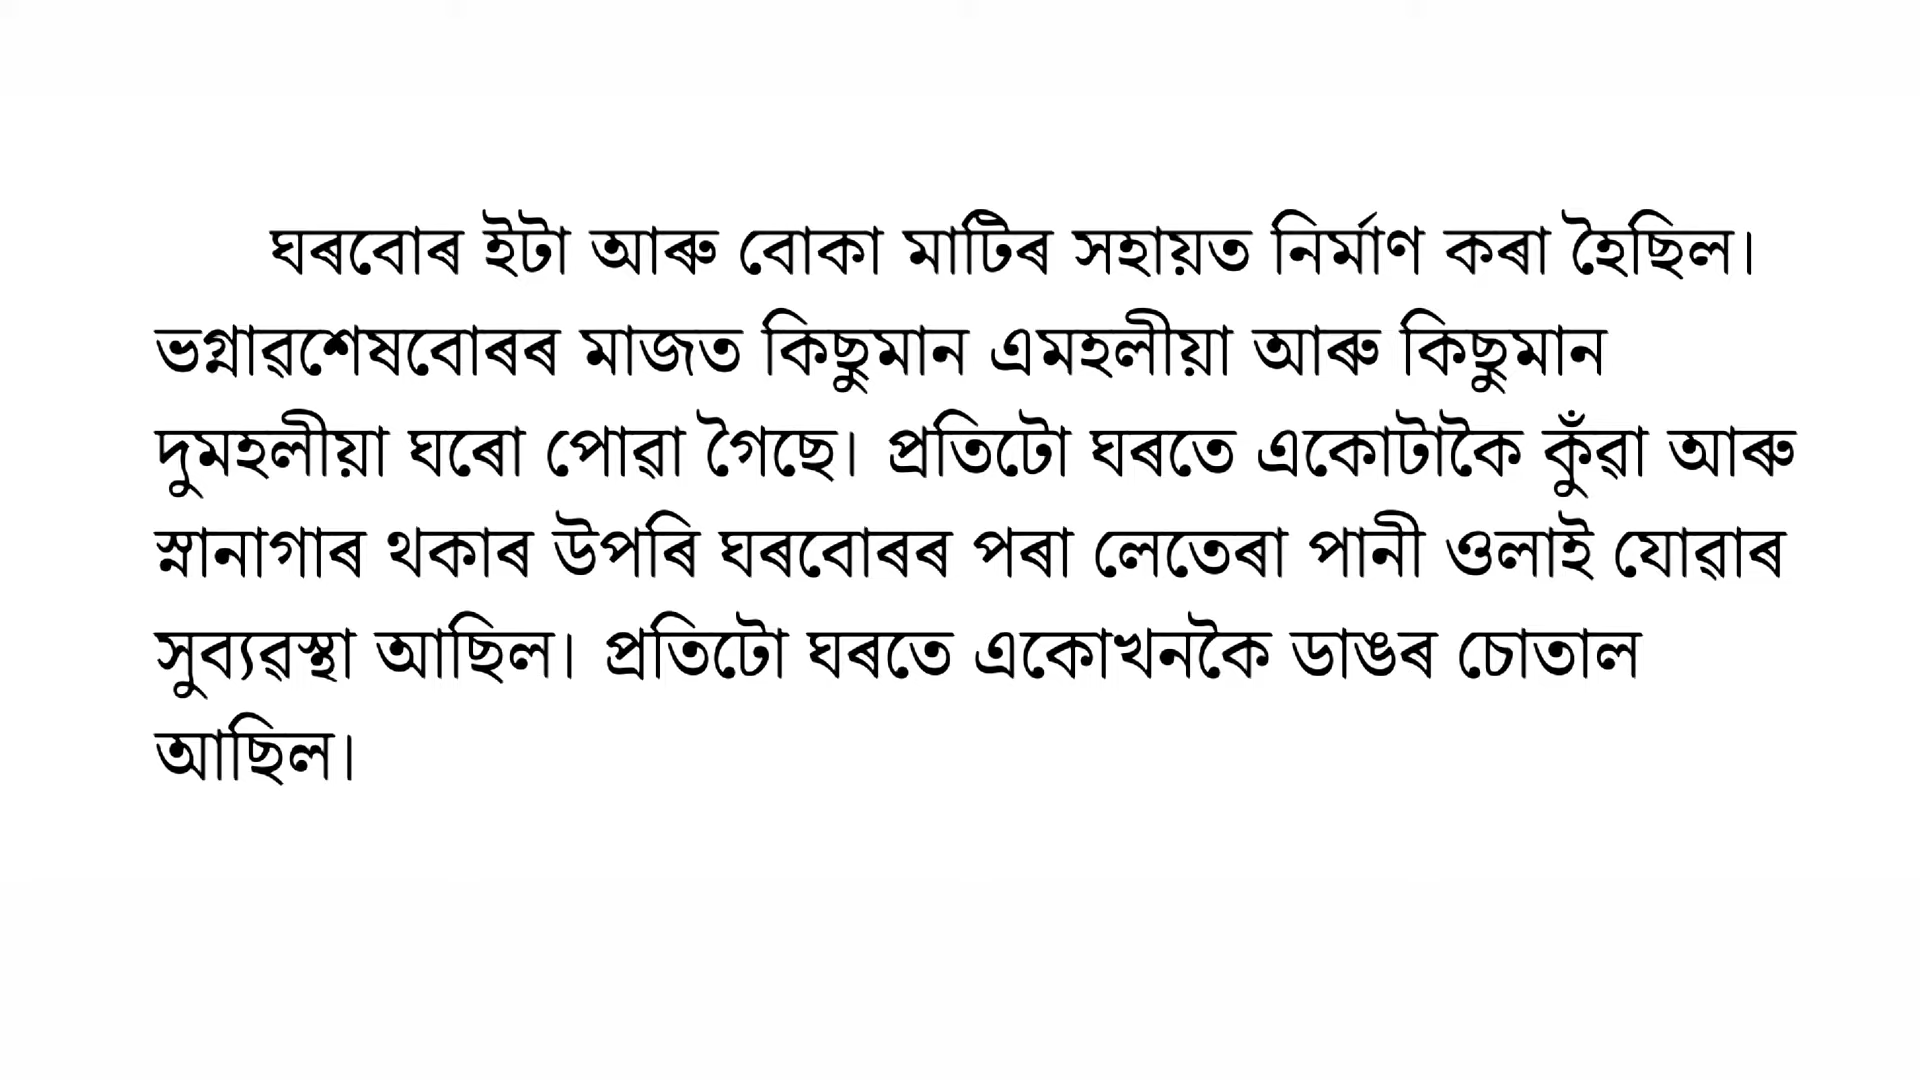 ঘৰবোৰ ইটা আৰু বোকা মাটিৰ সহায়ত নিৰ্মাণ কৰা হৈছিল।
ভগ্নাৱশেষবোৰৰ মাজত কিছুমান এমহলীয়া আৰু কিছুমান
দুমহলীয়া ঘৰো পোৱা গৈছে। প্ৰতিটো ঘৰতে একোটাকৈ কুঁৱা আৰু
স্নানাগাৰ থকাৰ উপৰি ঘৰবোৰৰ পৰা লেতেৰা পানী ওলাই যোৱাৰ
সুব্যৱস্থা আছিল। প্ৰতিটো ঘৰতে একোখনকৈ ডাঙৰ চোতাল
আছিল।